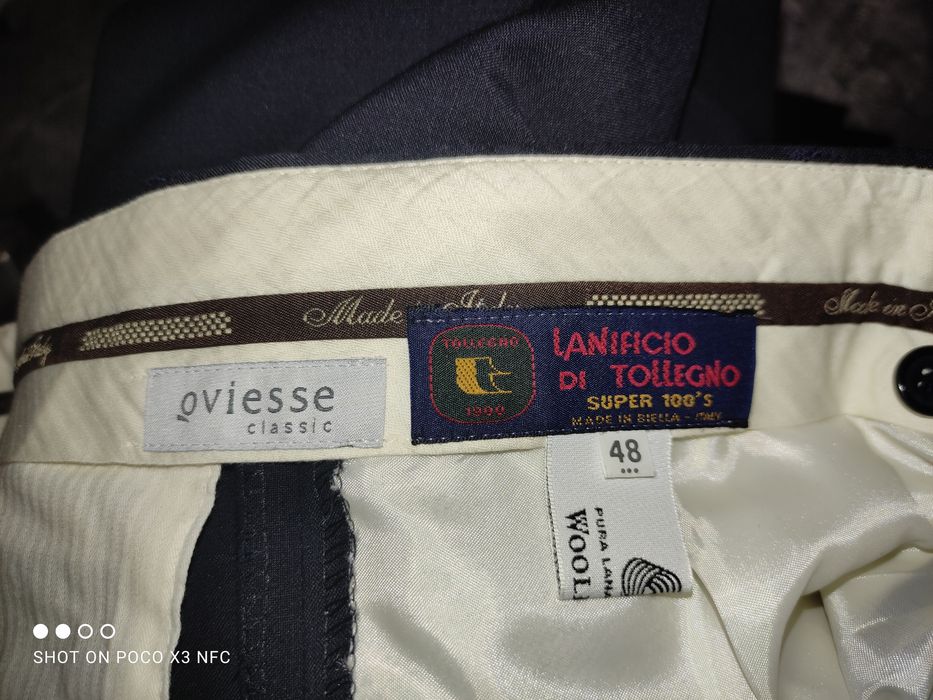 Made in Italy
Made in
oviesse
classic
TOLLEGNO
1900
LANIFICIO
DI TOLLEGNO
SUPER 100'S
MADE IN BIELLA - ITALY
48
PURA LANA
WOOL
SHOT ON POCO X3 NFC